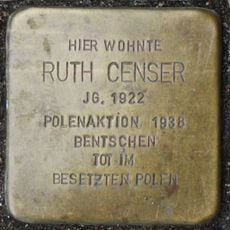 HIER WOHNTE
RUTH CENSER
JG. 1922
POLENAKTION 1938
BENTSCHEN
TOT IM
BESETZTEN POLEN